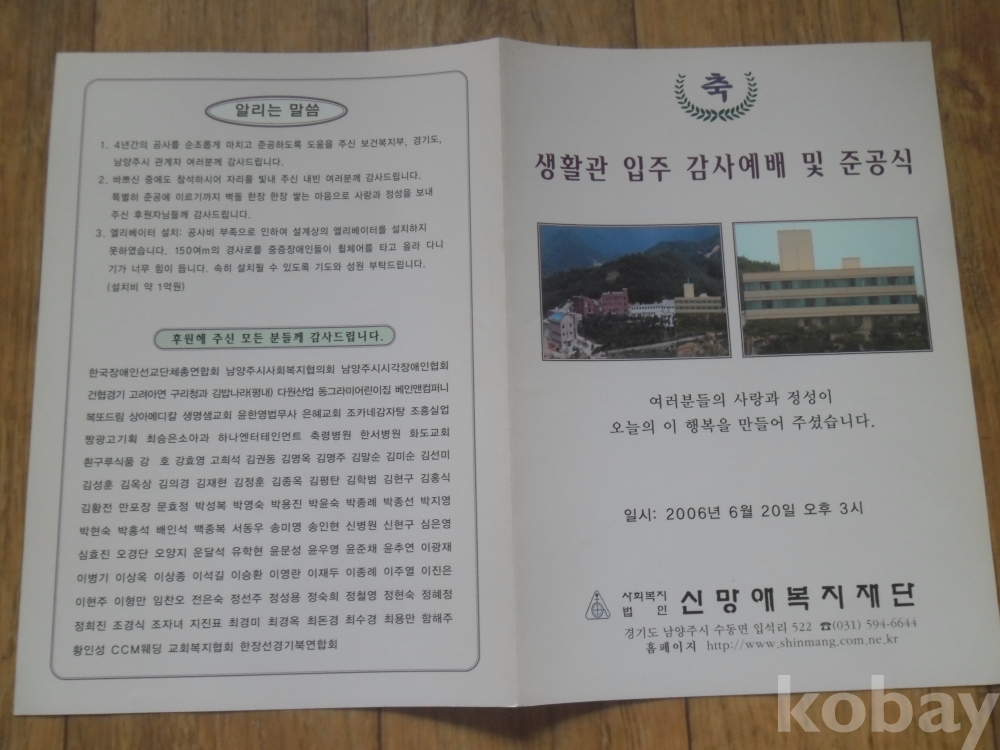 알리는 말씀
1. 4년간의 공사를 순조롭게 마치고 준공하도록 도움을 주신 보건복지부, 경기도,
남양주시 관계자 여러분께 감사드립니다.
2. 바쁘신 중에도 참석하시어 자리를 빛내 주신 내빈 여러분께 감사드립니다.
특별히 준공에 이르기까지 벽돌 한장 한장 쌓는 마음으로 사랑과 정성을 보내
주신 후원자님들께 감사드립니다.
3. 엘리베이터 설치: 공사비 부족으로 인하여 설계상의 엘리베이터를 설치하지
못하였습니다. 150여m의 경사로를 중증장애인들이 휠체어를 타고 올라 다니
기가 너무 힘이 듭니다. 속히 설치될 수 있도록 기도와 성원 부탁드립니다.
(설치비 약 1억원)
후원해 주신 모든 분들께 감사드립니다.
한국장애인선교단체총연합회 남양주시사회복지협의회 남양주시시각장애인협회
건협경기 고려아연 구리청과 김밥나라(평내) 다원산업 동그라미어린이집 베인앤컴퍼니
복또드림 상아메디칼 생명샘교회 윤한영법무사 은혜교회 조카네감자탕 조흥실업
짱광고기획 최승은소아과 하나엔터테인먼트 축령병원 한서병원 화도교회
흰구루식품 강 호 강효영 고희석 김권동 김명옥 김명주 김말순 김미순 김선미
김성훈 김옥상 김의경 김재현 김정훈 김종옥 김평탄 김학범 김현구 김홍식
김황전 만포장 문효정 박성복 박영숙 박용진 박윤숙 박종례 박종선 박지영
박현숙 박홍석 배인석 백종복 서동우 송미영 송인현 신병원 신현구 심은영
심효진 오경단 오양지 운달석 유학현 윤문성 윤우영 윤준채 윤추연 이광재
이병기 이상옥 이상종 이석길 이승환 이영란 이재두 이종례 이주열 이진은
이현주 이형만 임찬오 전은숙 정선주 정성용 정숙희 정철영 정현숙 정혜정
정희진 조경식 조자녀 지진표 최경미 최경옥 최돈경 최수경 최용만 함해주
황인성 CCM웨딩 교회복지협회 한장선경기북연합회
축
생활관 입주 감사예배 및 준공식
여러분들의 사랑과 정성이
오늘의 이 행복을 만들어 주셨습니다.
일시: 2006년 6월 20일 오후 3시
사회복지
법 인
신망애복지재단
경기도 남양주시 수동면 입석리 522 ☎(031) 594-6644
홈페이지 http://www.shinmang.com.ne.kr
kobay